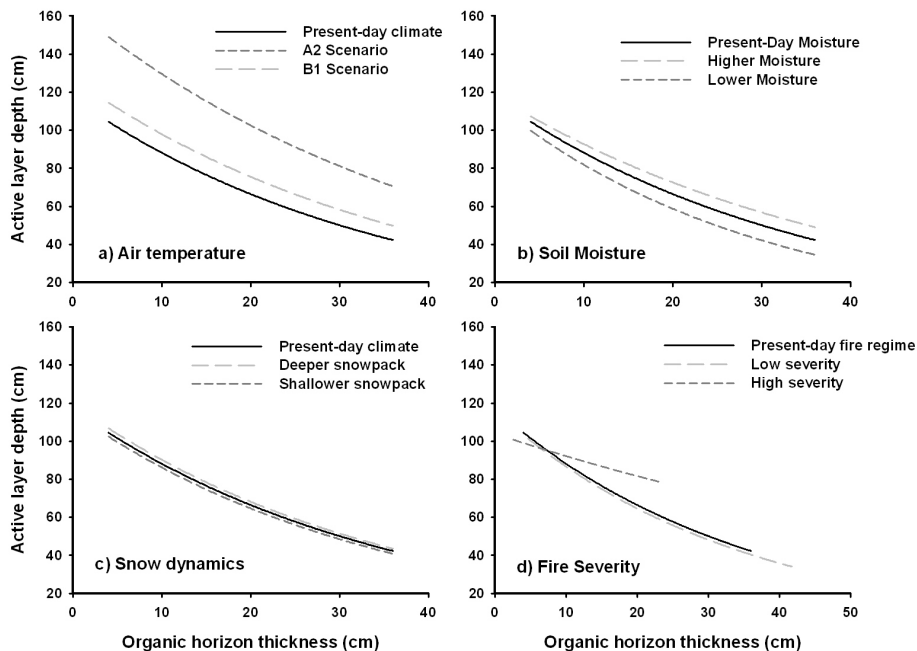 160
140
120
100
80
60
40
20
Active layer depth (cm)
Present-day climate
A2 Scenario
B1 Scenario
a) Air temperature
0 10 20 30 40
160
140
120
100
80
60
40
20
Present-Day Moisture
Higher Moisture
Lower Moisture
b) Soil Moisture
0 10 20 30 40
160
140
120
100
80
60
40
20
Active layer depth (cm)
Present-day climate
Deeper snowpack
Shallower snowpack
c) Snow dynamics
0 10 20 30 40
Organic horizon thickness (cm)
160
140
120
100
80
60
40
20
Present-day fire regime
Low severity
High severity
d) Fire Severity
0 10 20 30 40 50
Organic horizon thickness (cm)